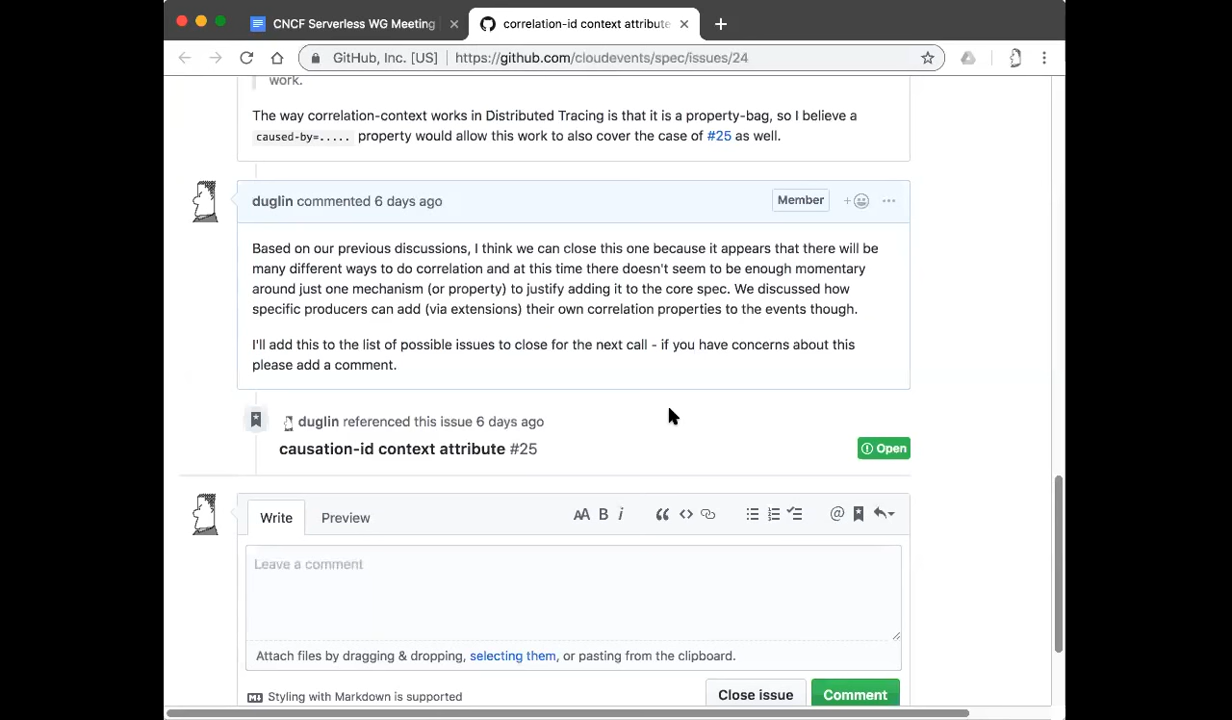 CNCF Serverless WG Meeting
correlation-id context attribute
GitHub, Inc. [US]
https://github.com/cloudevents/spec/issues/24
work.
The way correlation-context works in Distributed Tracing is that it is a property-bag, so I believe a
caused-by=..... property would allow this work to also cover the case of #25 as well.
duglin commented 6 days ago
Member
Based on our previous discussions, I think we can close this one because it appears that there will be
many different ways to do correlation and at this time there doesn't seem to be enough momentary
around just one mechanism (or property) to justify adding it to the core spec. We discussed how
specific producers can add (via extensions) their own correlation properties to the events though.
I'll add this to the list of possible issues to close for the next call - if you have concerns about this
please add a comment.
duglin referenced this issue 6 days ago
causation-id context attribute #25
Open
Write
Preview
AA B i
Leave a comment
Attach files by dragging & dropping, selecting them, or pasting from the clipboard.
Styling with Markdown is supported
Close issue
Comment